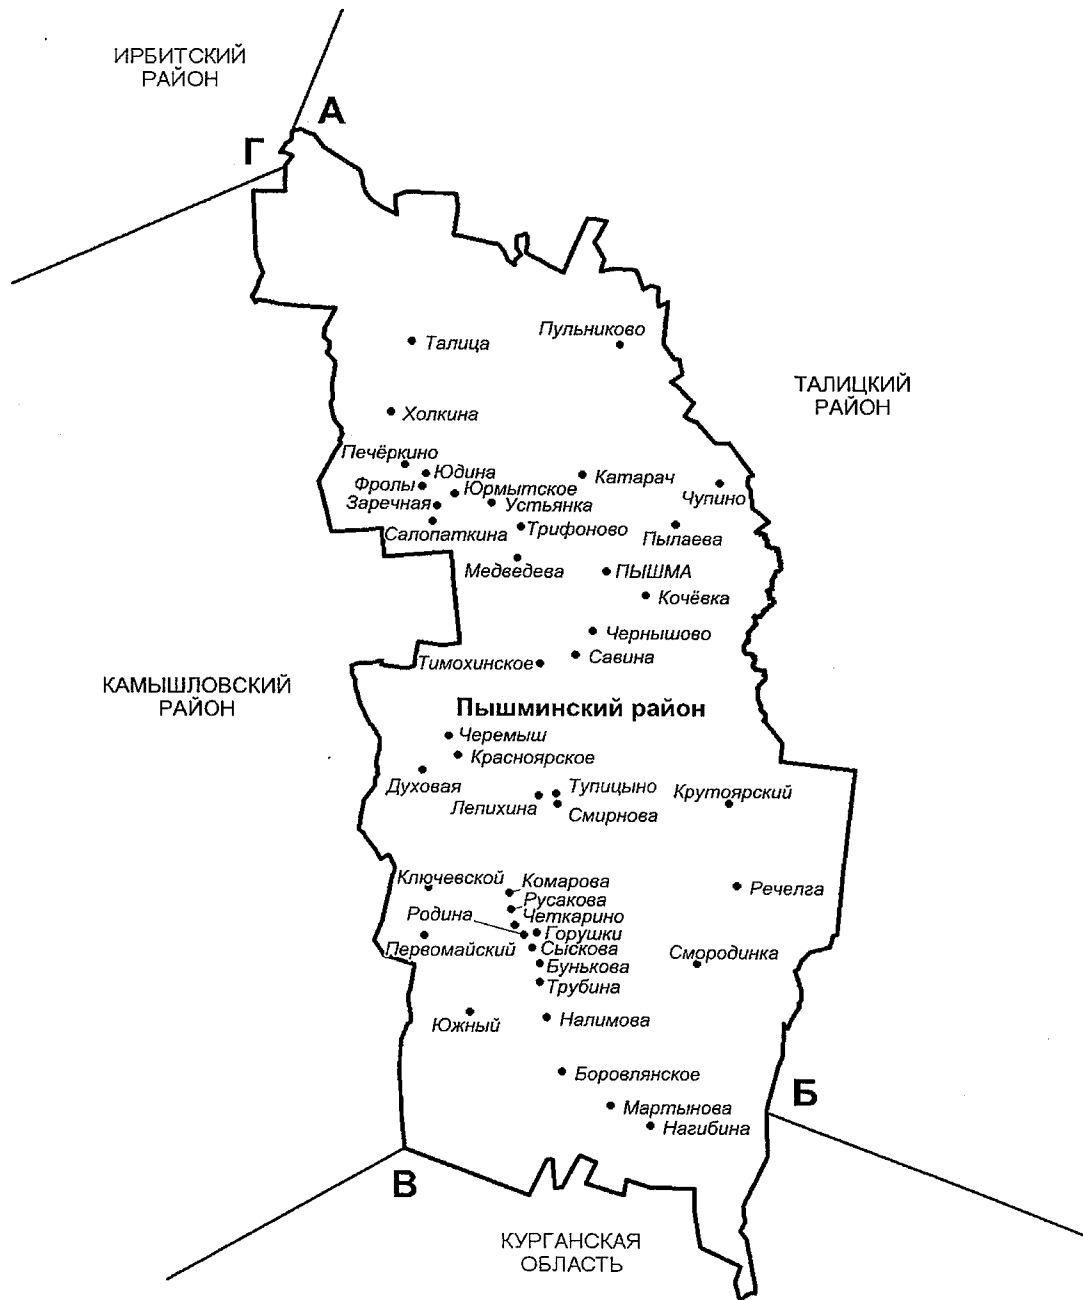 ИРБИТСКИЙ
РАЙОН
А
Г
Пульниково
Талица
ТАЛИЦКИЙ
РАЙОН
Холкина
Печёркино
Юдина
Катарач
Фролы
Юрмытское
Чупино
Заречная
Устьянка
Салопаткина
Трифоново
Пылаева
Медведева
ПЫШМА
Кочёвка
Чернышово
Тимохинское
Савина
КАМЫШЛОВСКИЙ
РАЙОН
Пышминский район
Черемыш
Красноярское
Духовая
Тупицыно
Крутоярский
Лепихина
Смирнова
Ключевской
Комарова
Речелга
Русакова
Родина
Четкарино
Горушки
Первомайский
Сыскова
Смородинка
Бунькова
Трубина
Южный
Налимова
Боровлянское
Б
Мартынова
Нагибина
В
КУРГАНСКАЯ
ОБЛАСТЬ